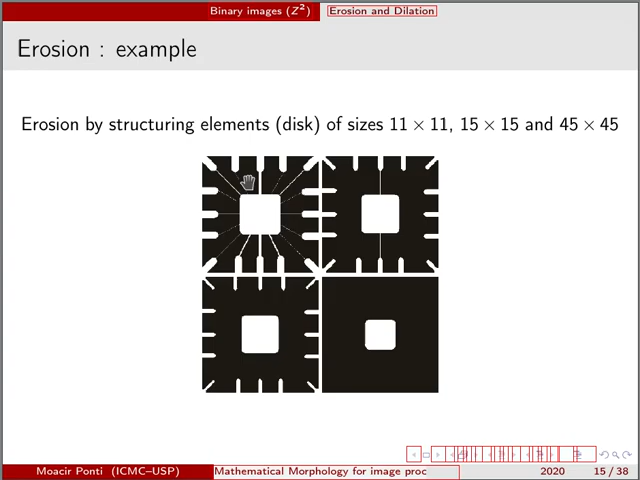 Binary images (Z²) Erosion and Dilation
Erosion : example
Erosion by structuring elements (disk) of sizes 11 × 11, 15 × 15 and 45 × 45
Moacir Ponti (ICMC–USP) Mathematical Morphology for image proc 2020 15 / 38